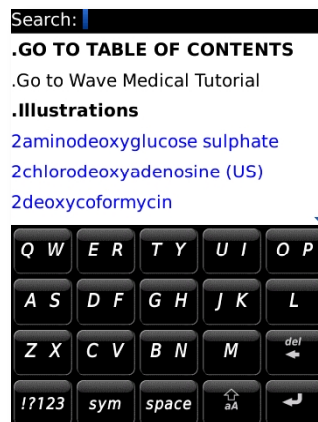 Search:
.GO TO TABLE OF CONTENTS
.Go to Wave Medical Tutorial
.Illustrations
2aminodeoxyglucose sulphate
2chlorodeoxyadenosine (US)
2deoxycoformycin
Q W E R T Y U I O P
A S D F G H J K L
Z X C V B N M del
!?123 sym space aA